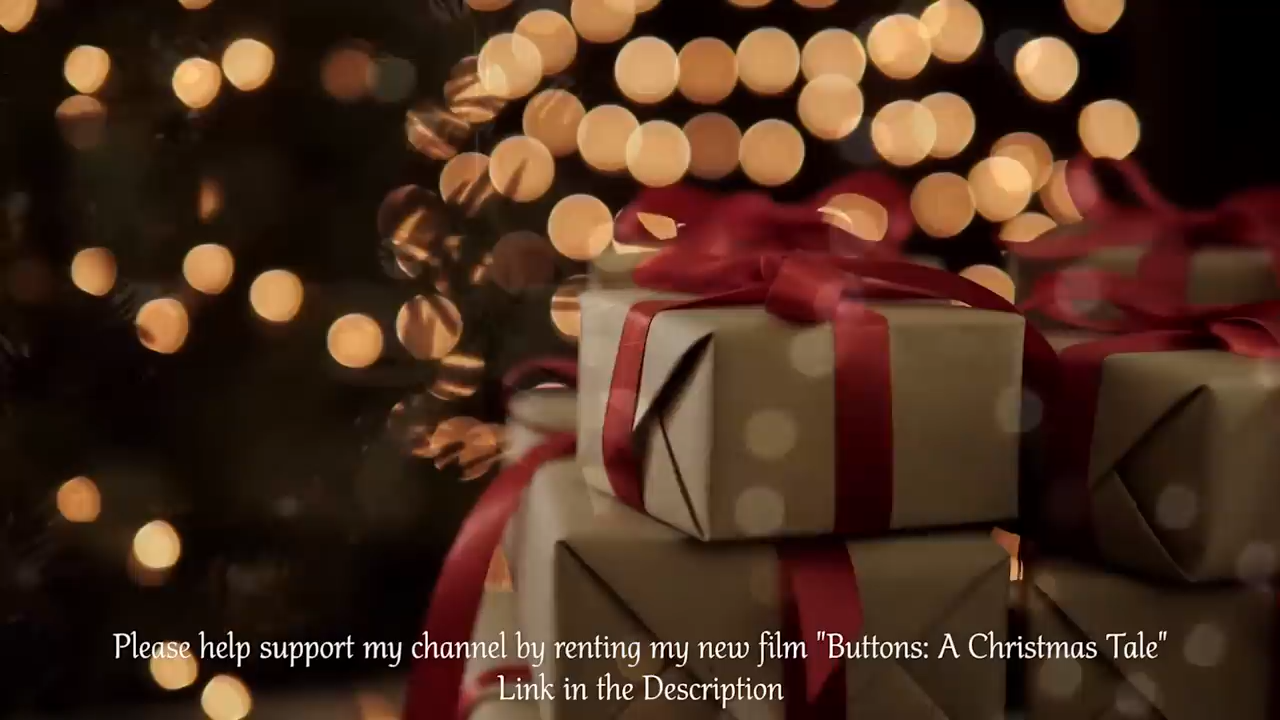 Please help support my channel by renting my new film "Buttons: A Christmas Tale"
Link in the Description